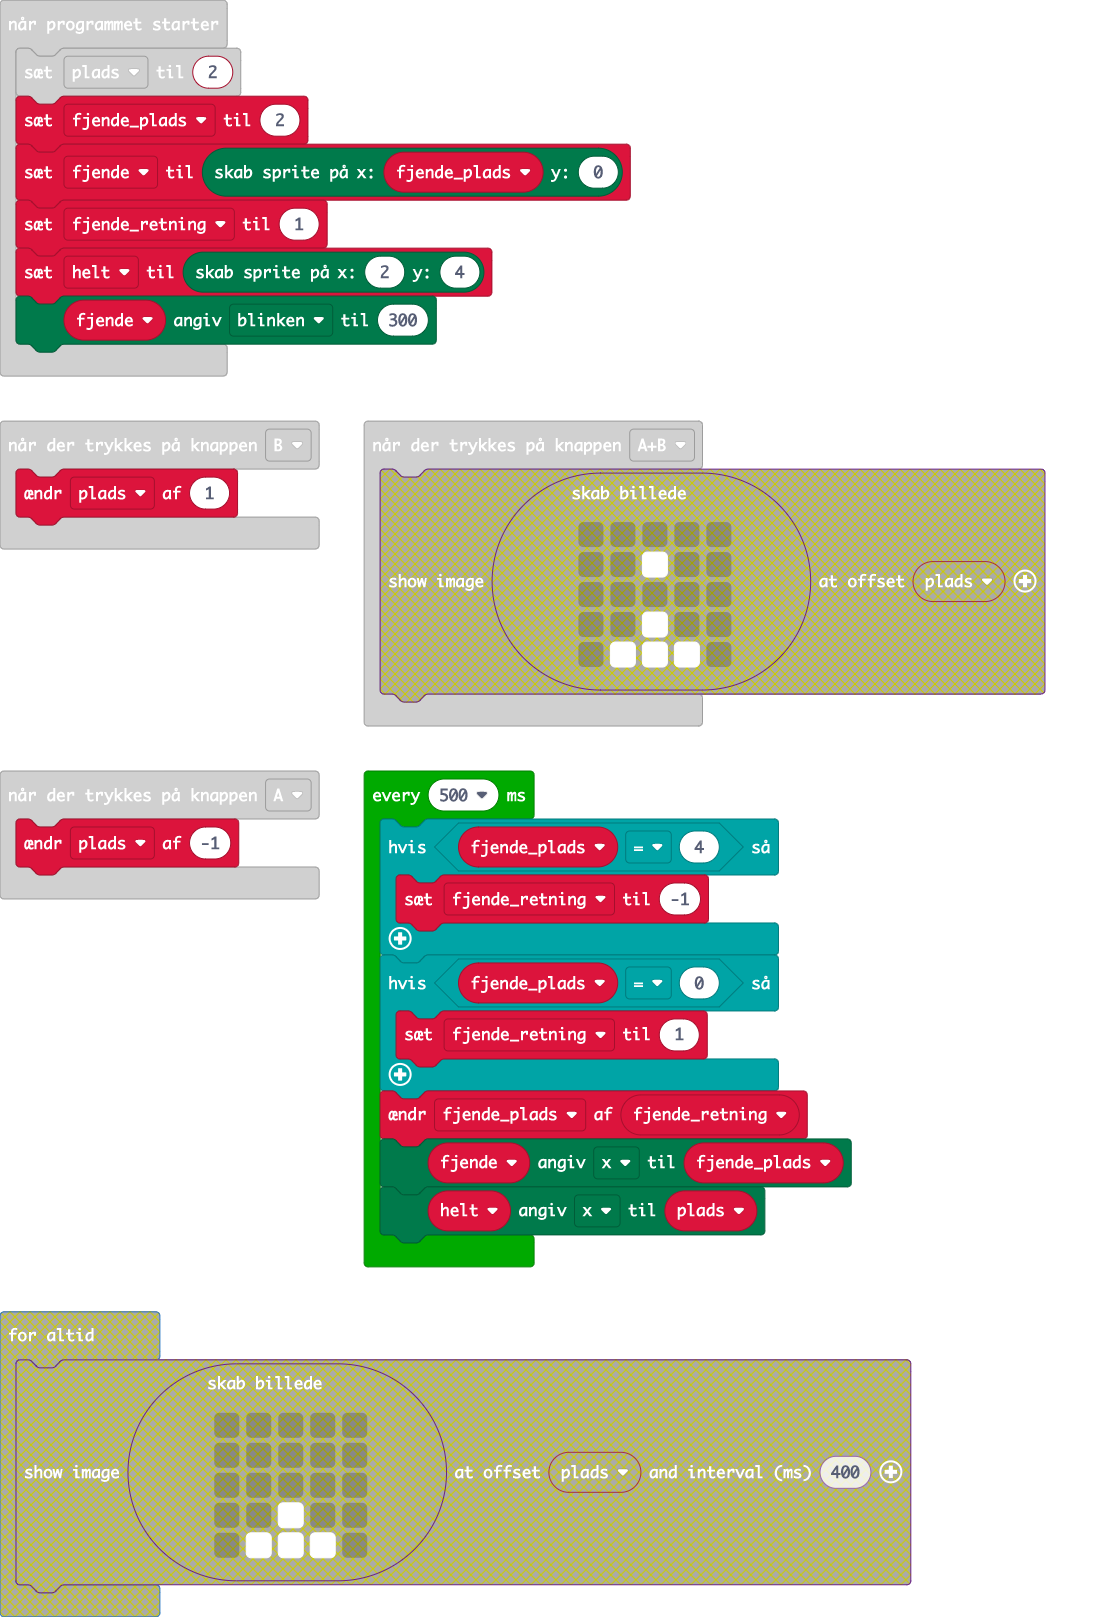 når programmet starter
sæt plads til 2
sæt fjende_plads til 2
sæt fjende til skab sprite på x: fjende_plads y: 0
sæt fjende_retning til 1
sæt helt til skab sprite på x: 2 y: 4
fjende angiv blinken til 300
når der trykkes på knappen B
ændr plads af 1
når der trykkes på knappen A+B
skab billede
show image at offset plads
når der trykkes på knappen A
ændr plads af -1
every 500 ms
hvis fjende_plads = 4 så
sæt fjende_retning til -1
hvis fjende_plads = 0 så
sæt fjende_retning til 1
ændr fjende_plads af fjende_retning
fjende angiv x til fjende_plads
helt angiv x til plads
for altid
skab billede
show image at offset plads and interval (ms) 400